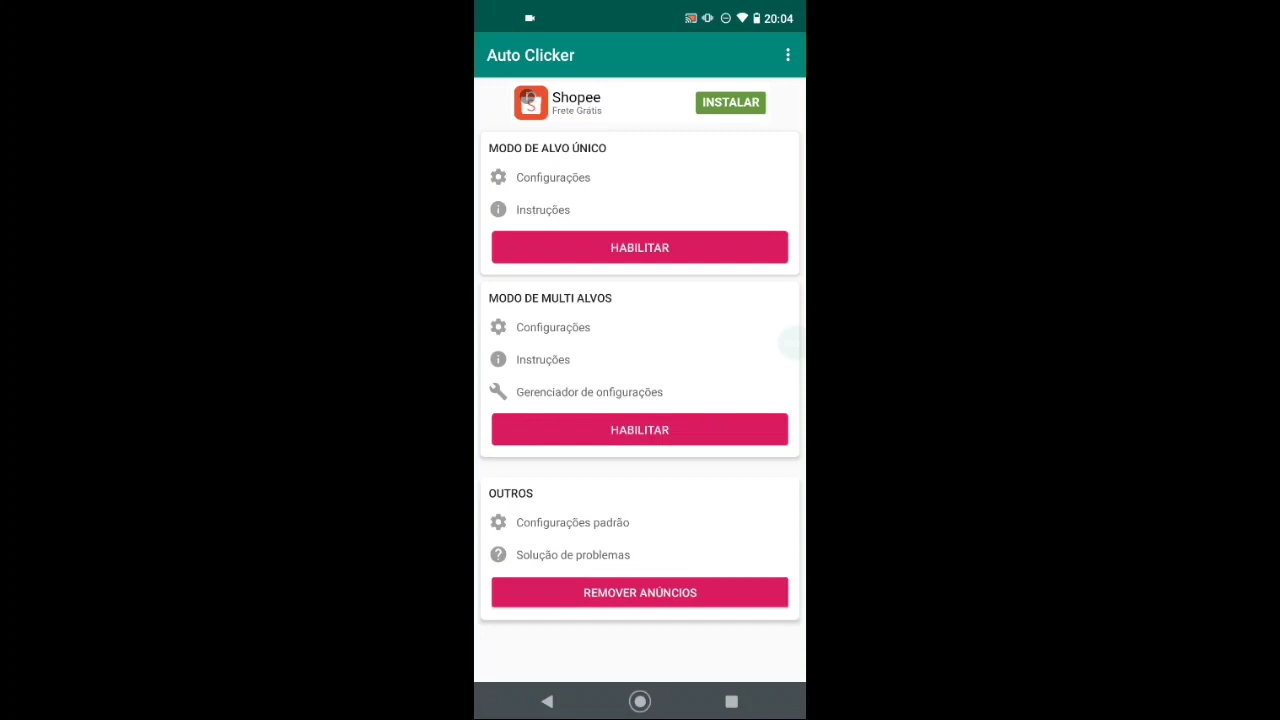 20:04
Auto Clicker
Shopee
Frete Grátis
INSTALAR
MODO DE ALVO ÚNICO
Configurações
Instruções
HABILITAR
MODO DE MULTI ALVOS
Configurações
Instruções
Gerenciador de onfigurações
HABILITAR
OUTROS
Configurações padrão
Solução de problemas
REMOVER ANÚNCIOS